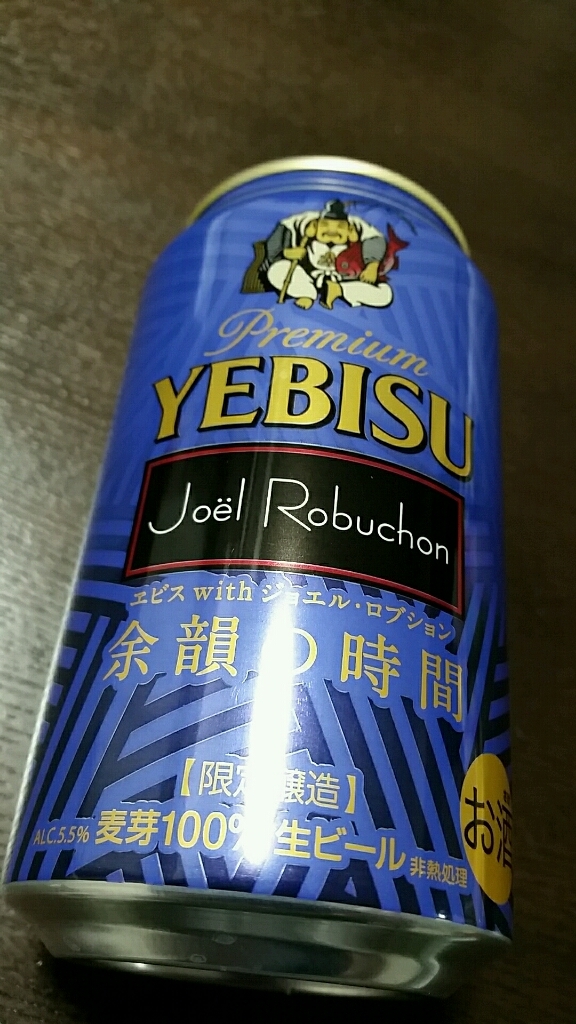 Premium
YEBISU
Joël Robuchon
ヱビス with ジョエル・ロブション
余韻の時間
【限定醸造】
ALC.5.5% 麦芽100% 生ビール 非熱処理
お酒